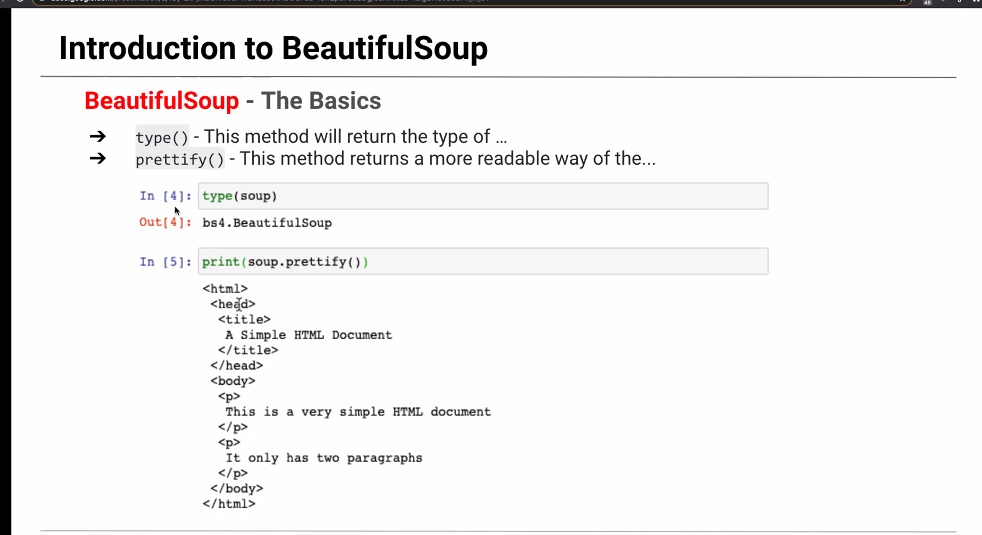 Introduction to BeautifulSoup
BeautifulSoup - The Basics
➔ type() - This method will return the type of …
➔ prettify() - This method returns a more readable way of the...
In [4]: type(soup)
Out[4]: bs4.BeautifulSoup
In [5]: print(soup.prettify())
<html>
<head>
<title>
A Simple HTML Document
</title>
</head>
<body>
<p>
This is a very simple HTML document
</p>
<p>
It only has two paragraphs
</p>
</body>
</html>